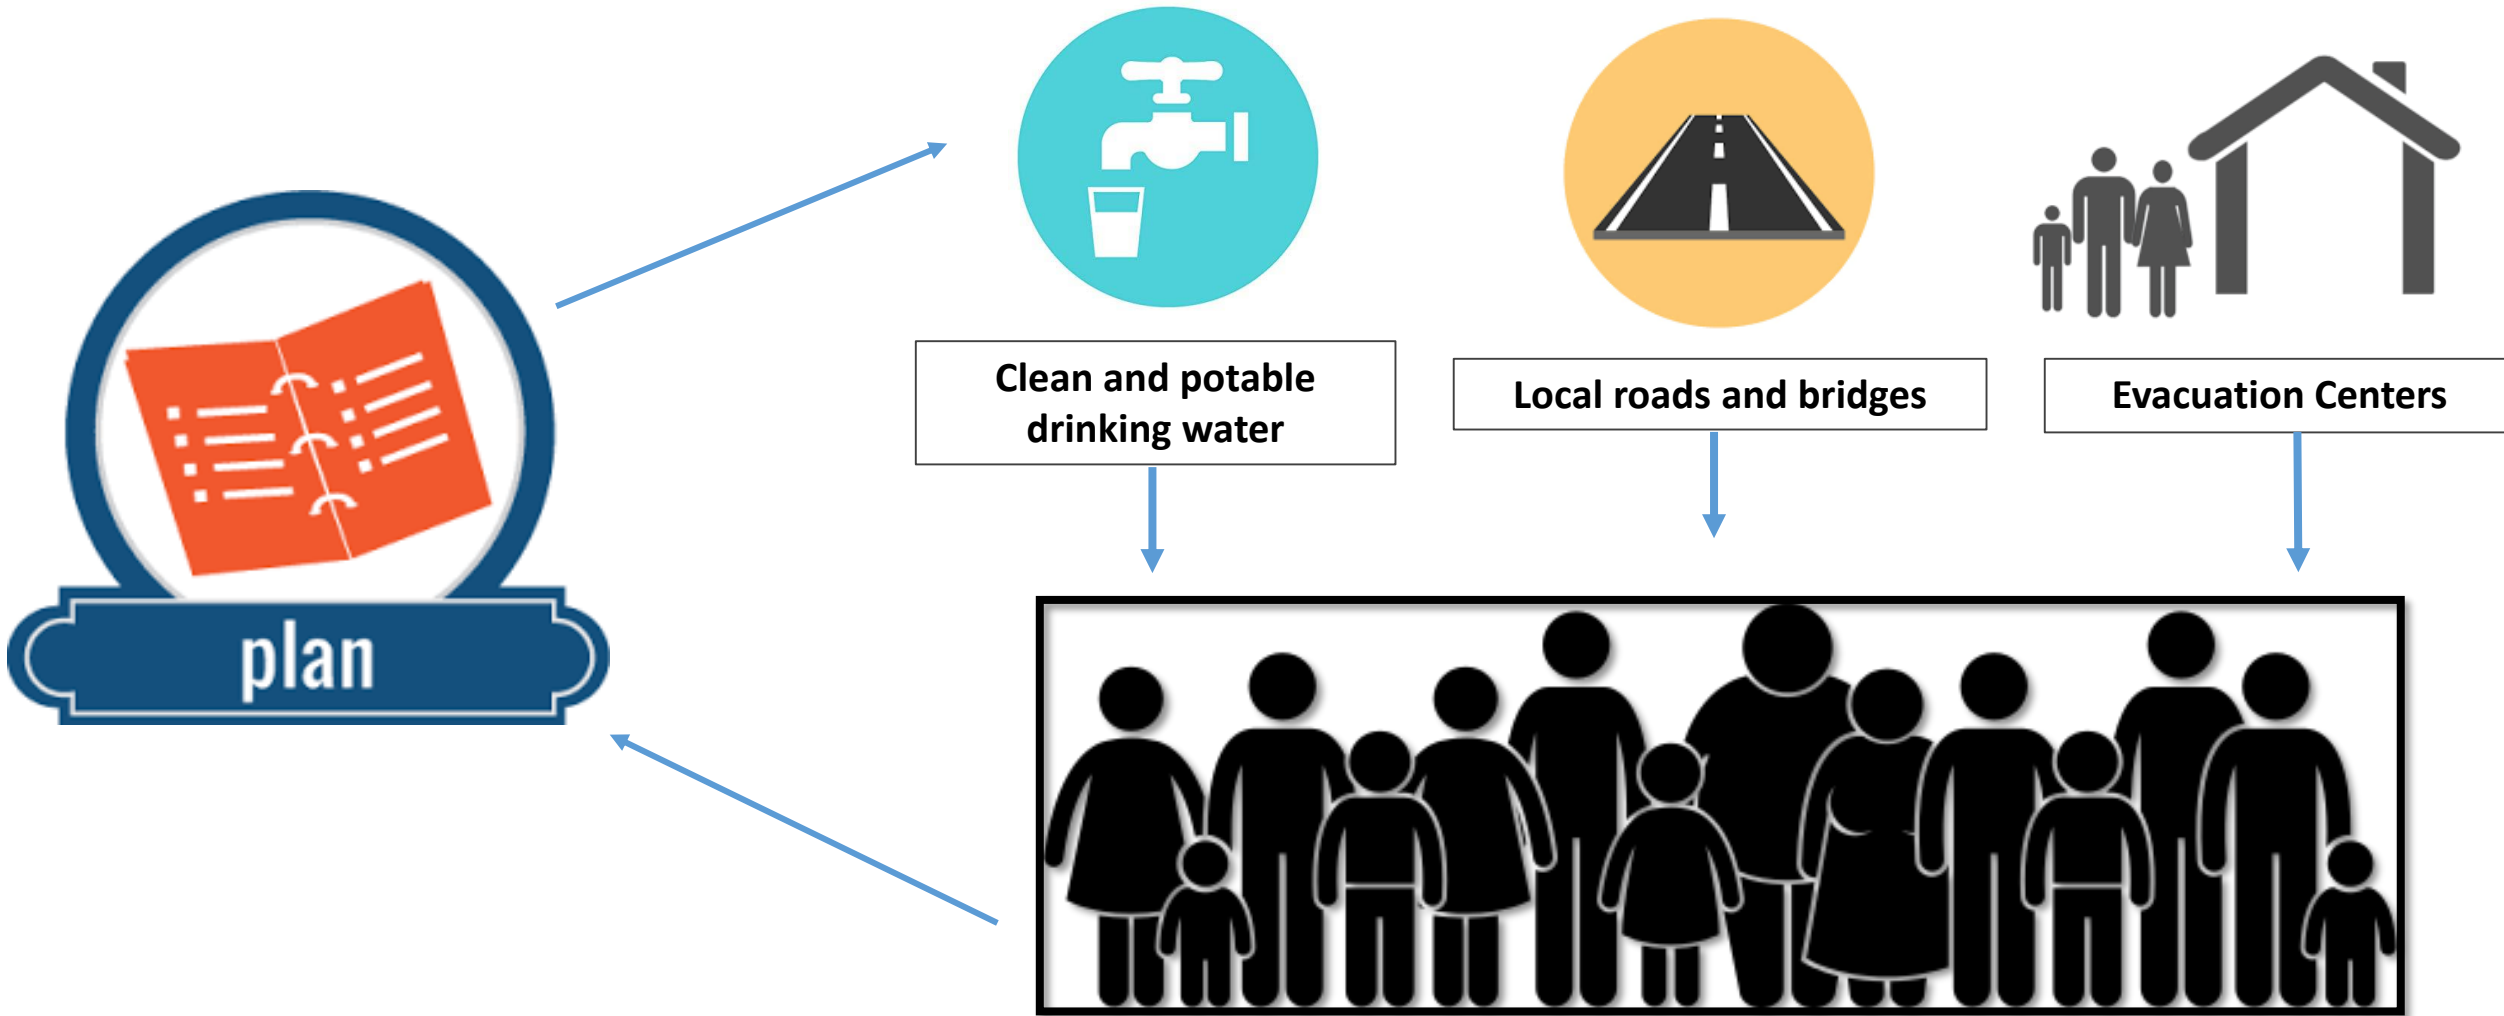 plan
Clean and potable
drinking water
Local roads and bridges
Evacuation Centers